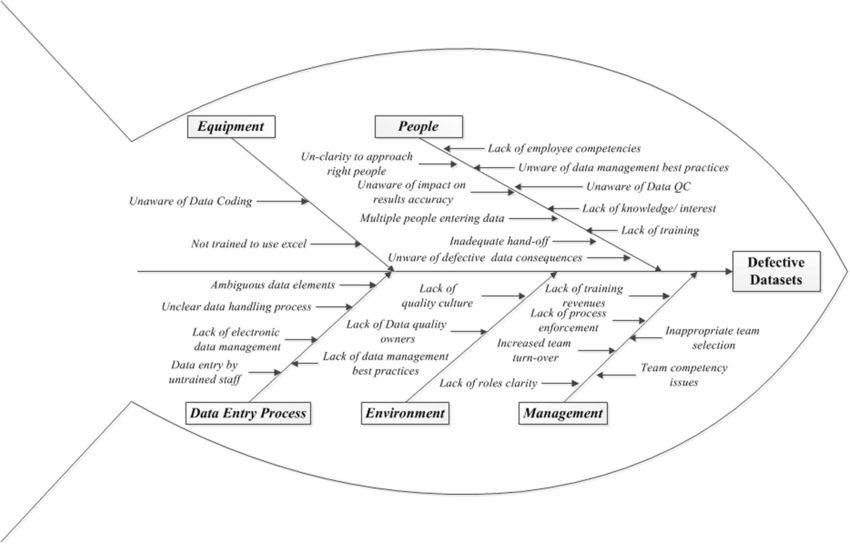 Equipment
People
Lack of employee competencies
Un-clarity to approach
right people
Unware of data management best practices
Unaware of impact on
results accuracy
Unaware of Data QC
Unaware of Data Coding
Lack of knowledge/ interest
Multiple people entering data
Lack of training
Not trained to use excel
Inadequate hand-off
Unware of defective data consequences
Defective
Datasets
Ambiguous data elements
Lack of
quality culture
Lack of training
revenues
Unclear data handling process
Lack of process
enforcement
Lack of electronic
data management
Lack of Data quality
owners
Inappropriate team
selection
Increased team
turn-over
Data entry by
untrained staff
Lack of data management
best practices
Team competency
issues
Lack of roles clarity
Data Entry Process
Environment
Management